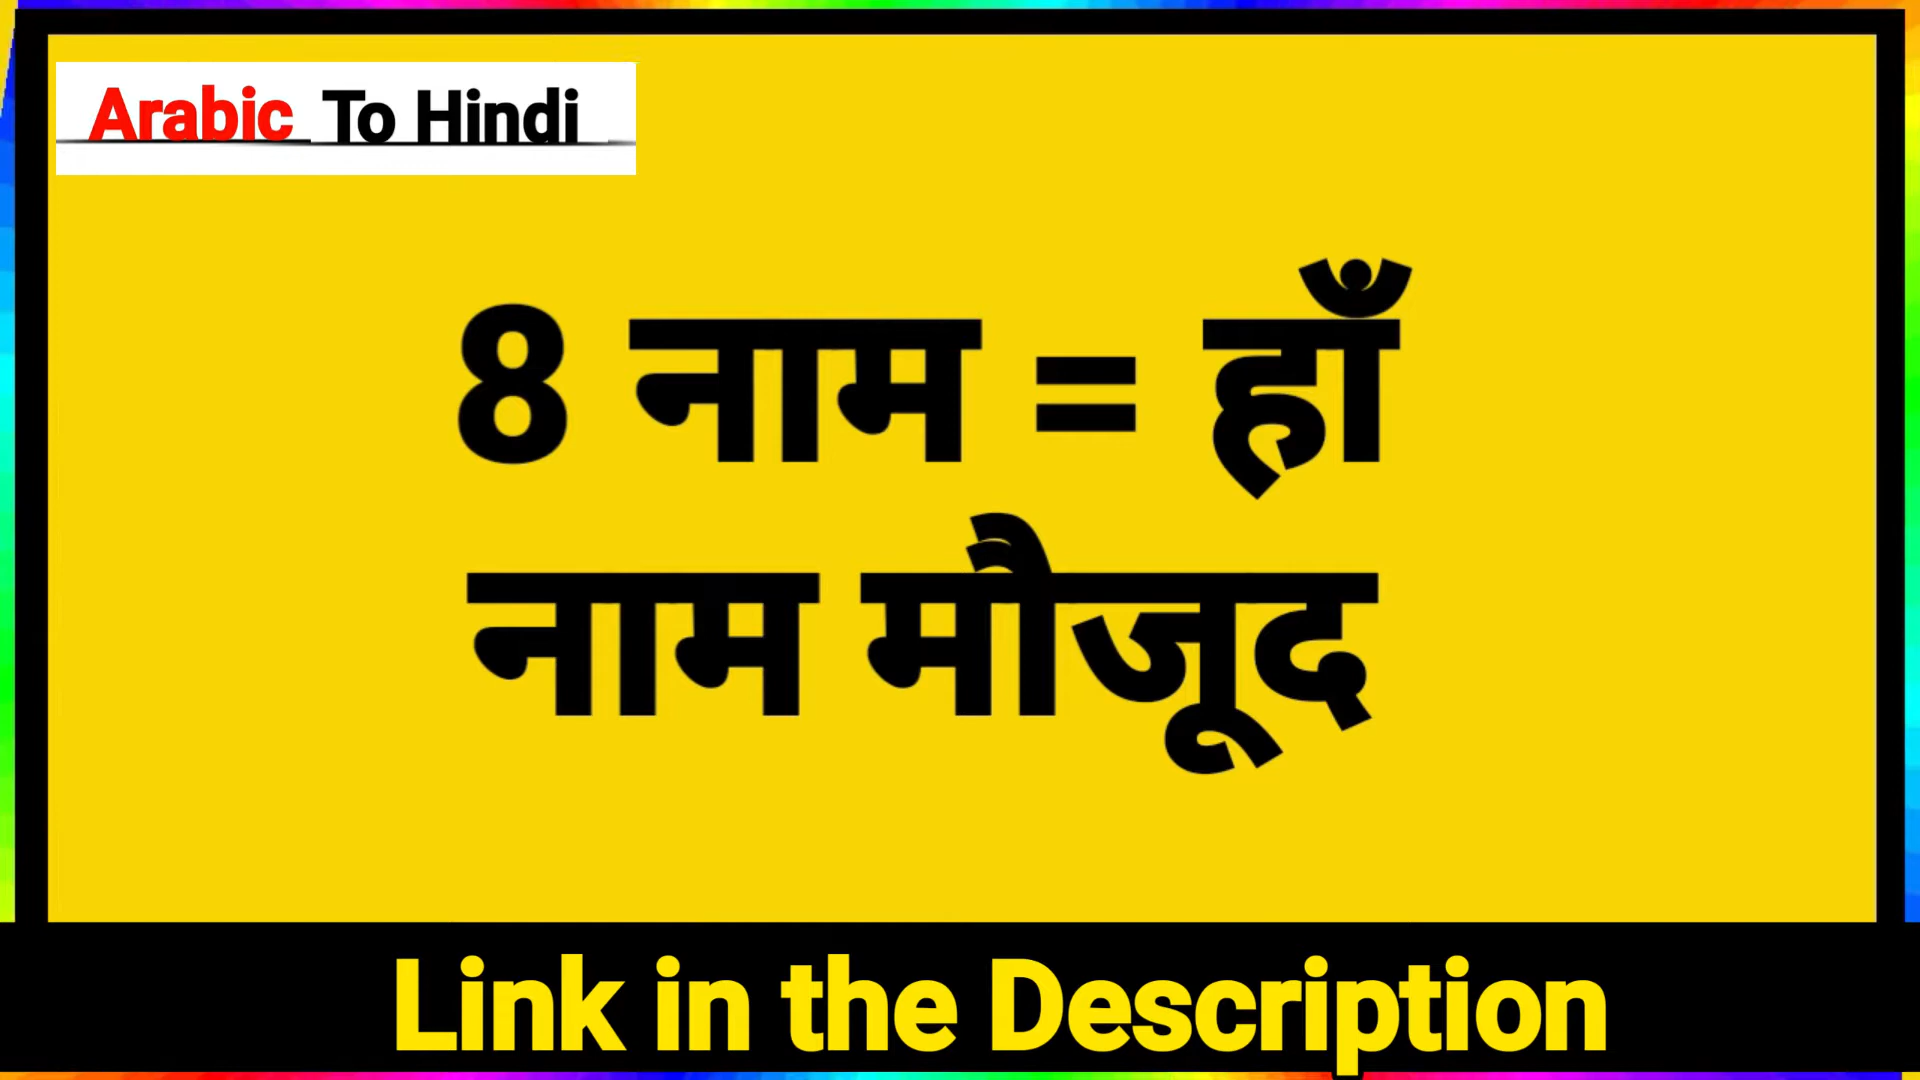 Arabic To Hindi
8 नाम = हाँ
नाम मौजूद
Link in the Description